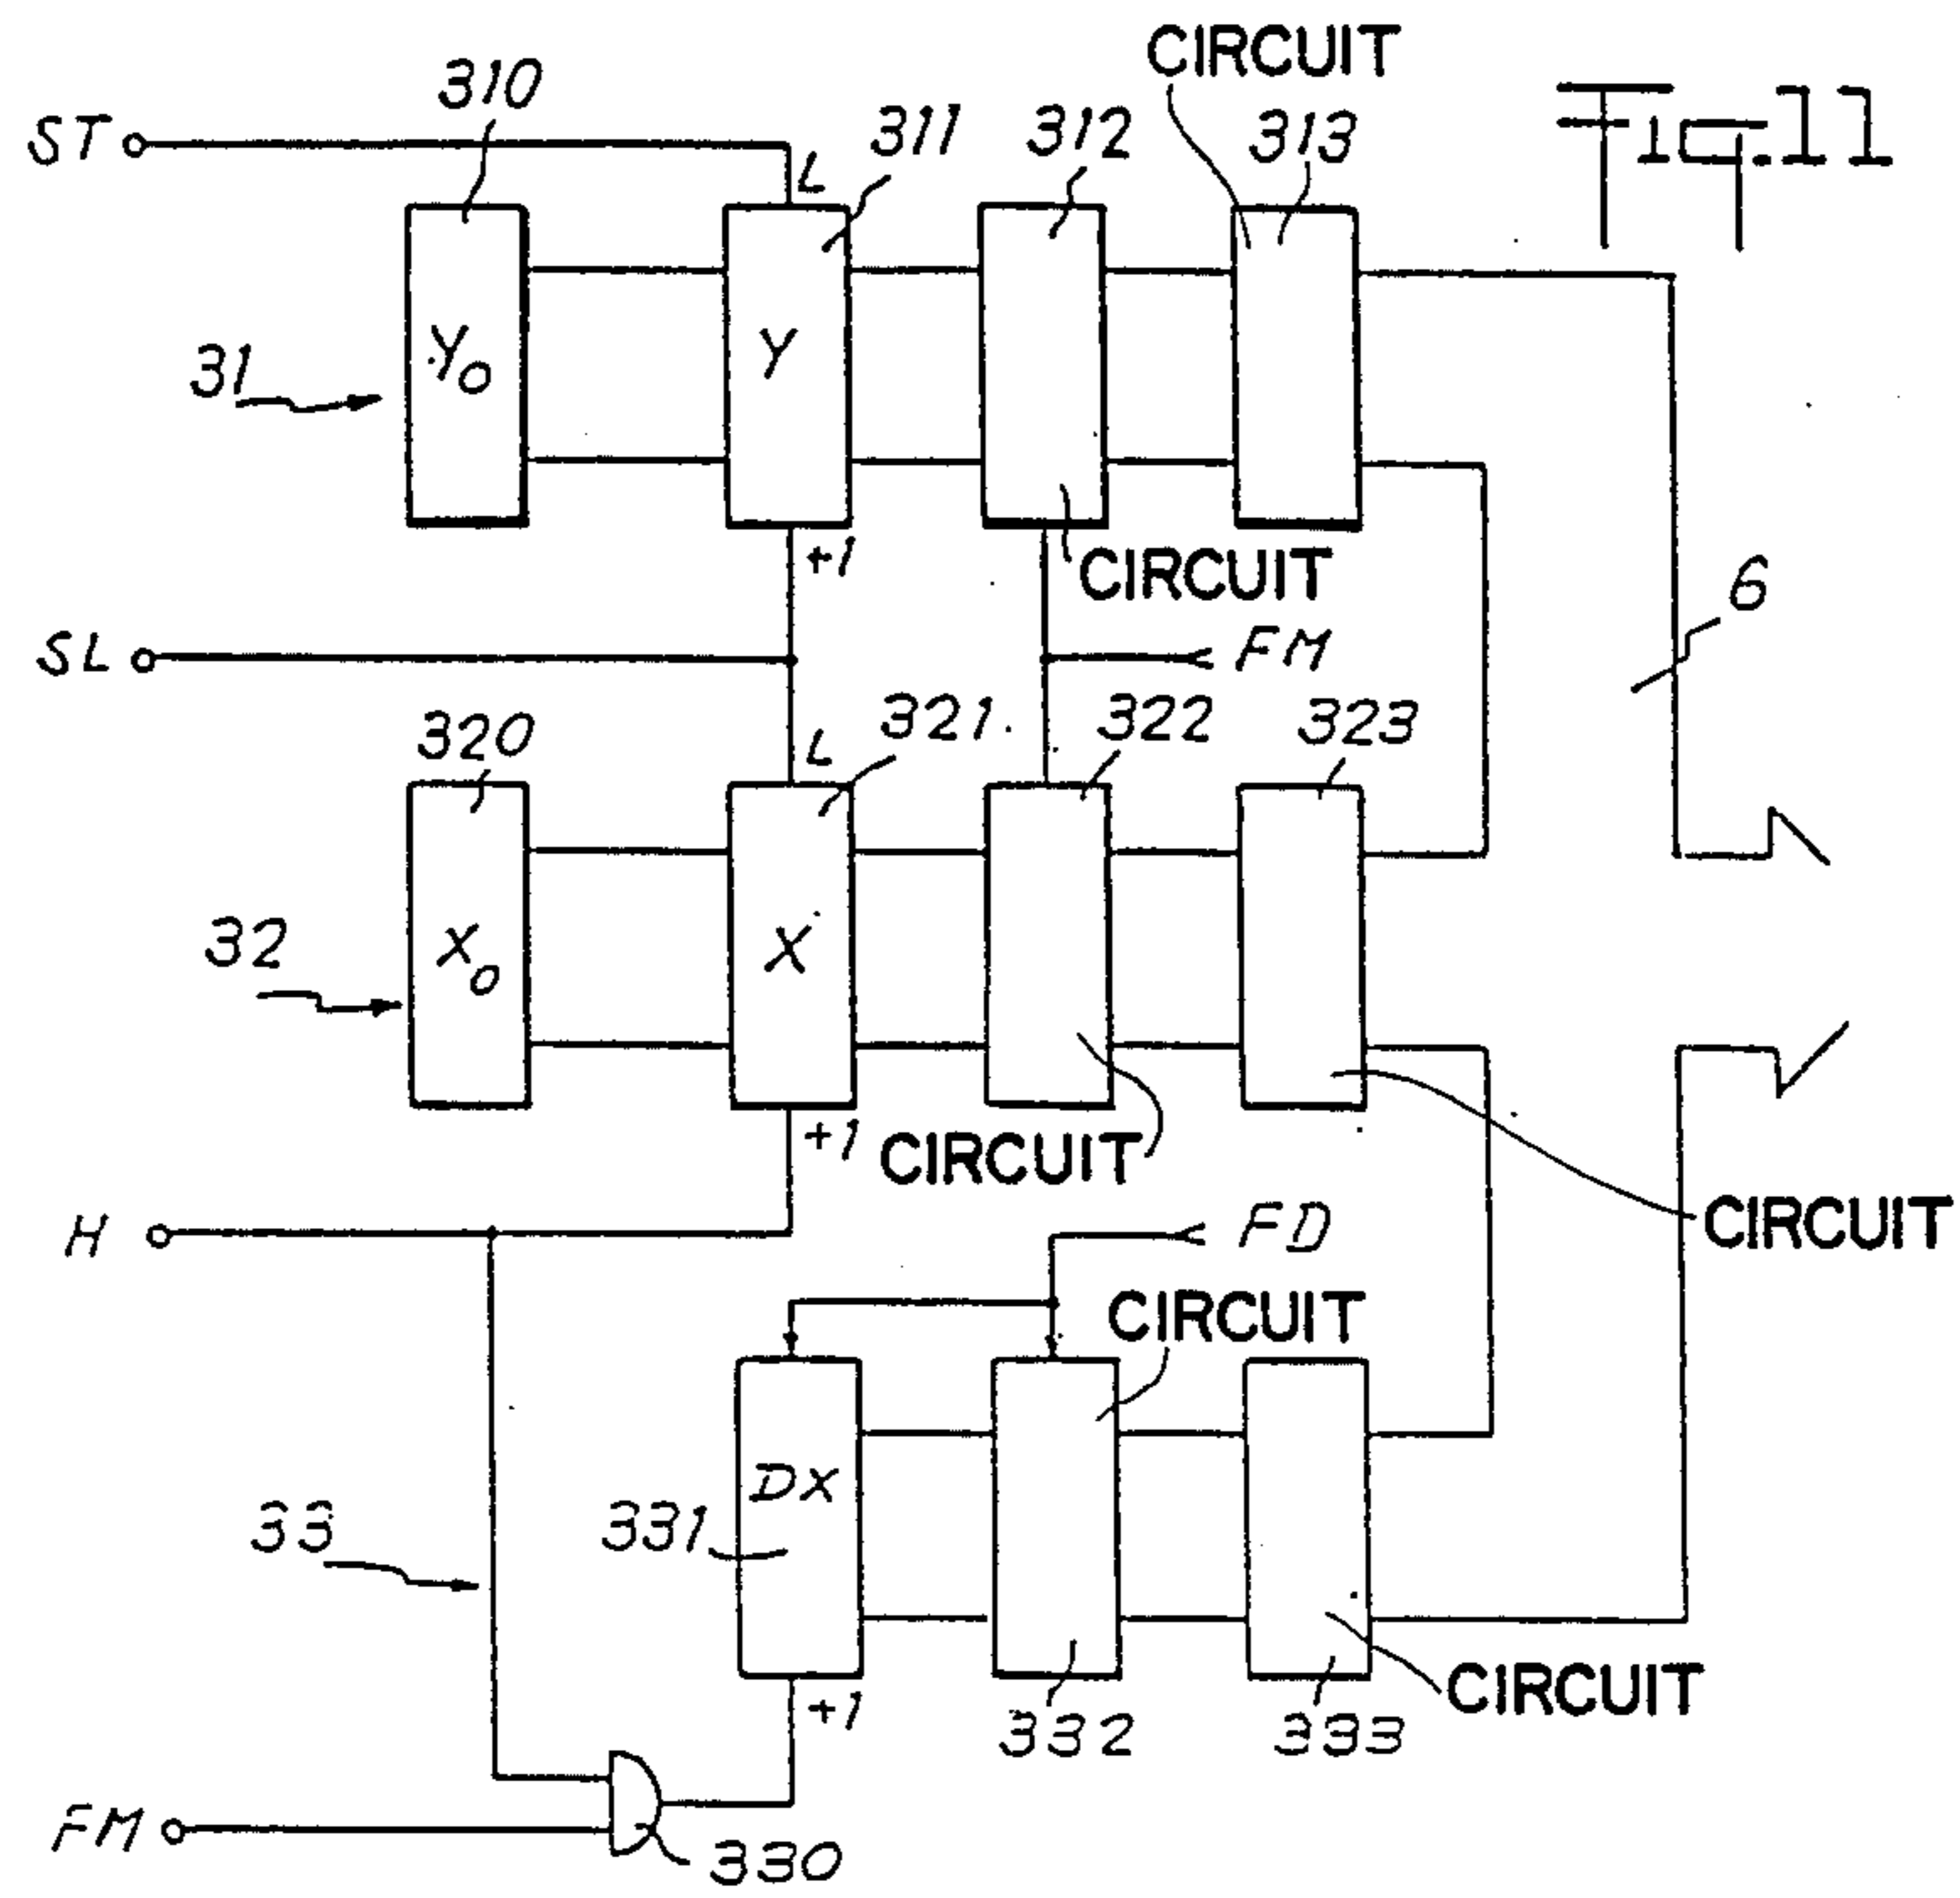 CIRCUIT
Fig.11
310
ST
L
311
312
313
Y0
Y
31
+1
CIRCUIT
6
SL
FM
320
L
321
322
323
X0
X
32
+1
CIRCUIT
CIRCUIT
H
FD
CIRCUIT
DX
331
33
+1
332
333
CIRCUIT
FM
330